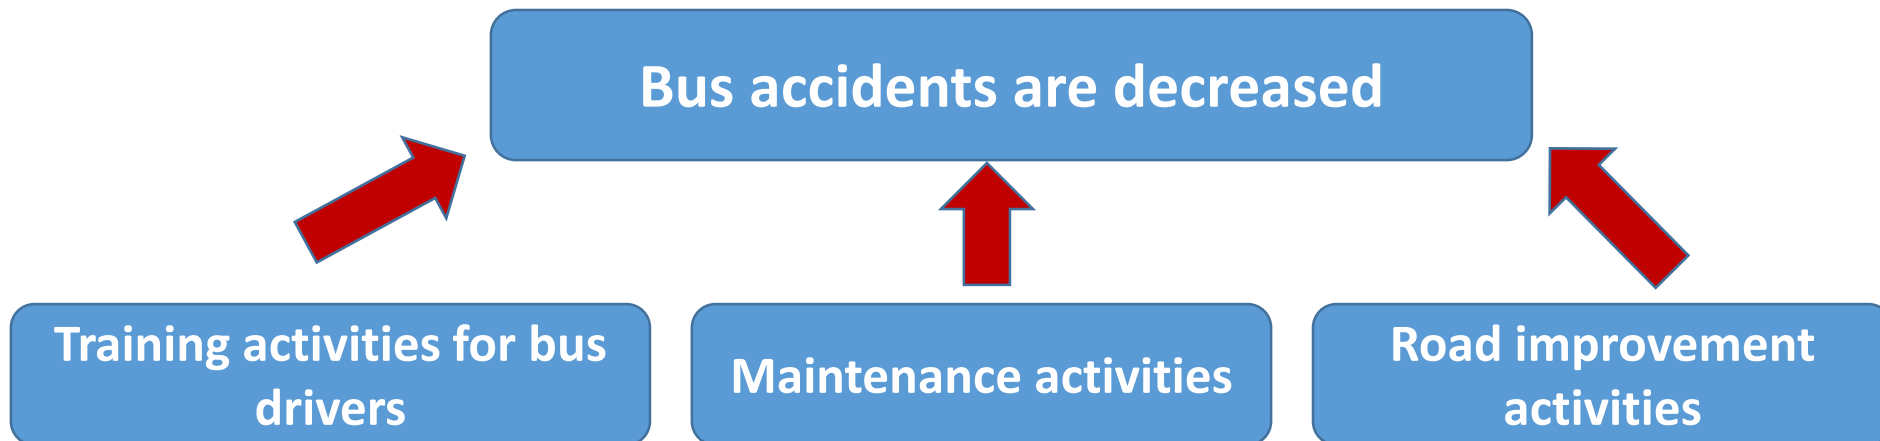 Bus accidents are decreased
Training activities for bus
drivers
Maintenance activities
Road improvement
activities